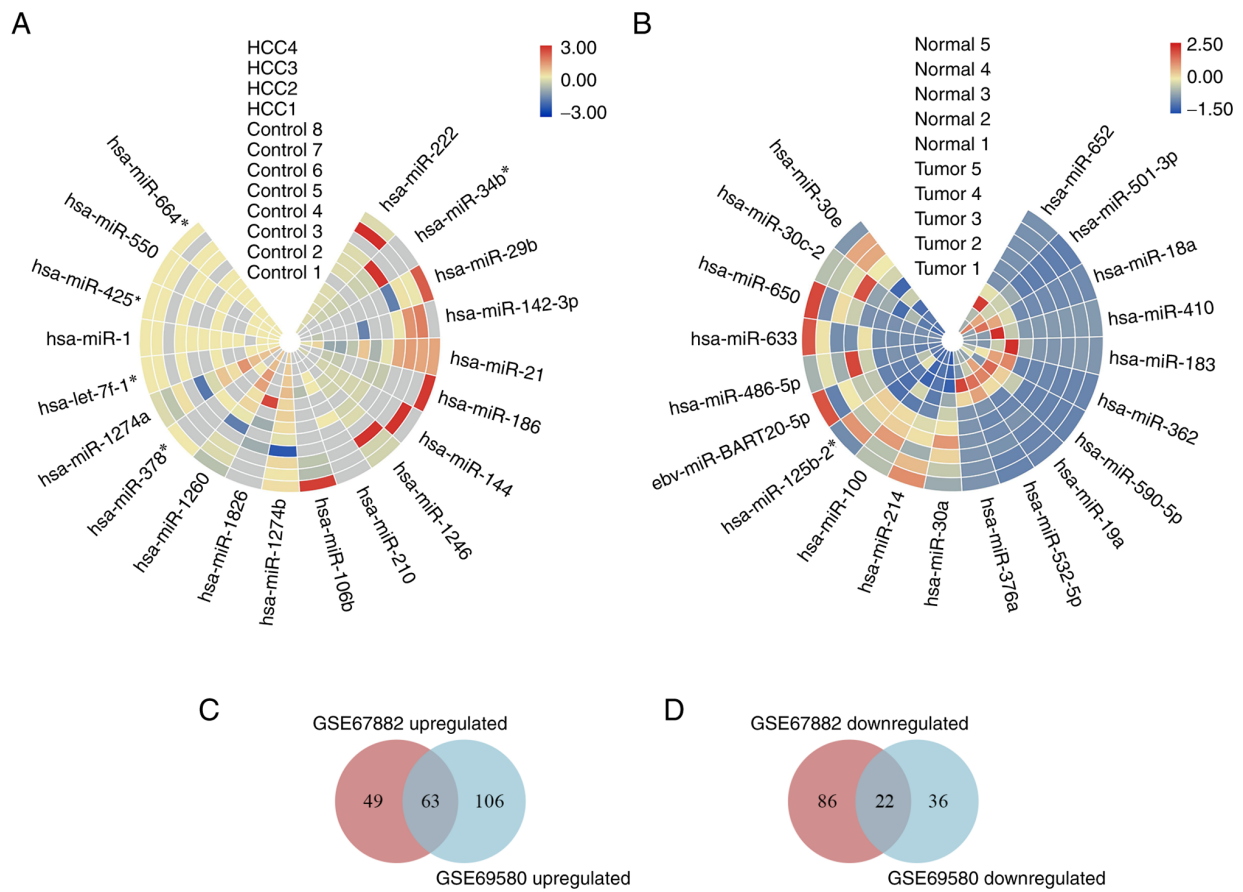 A
HCC4
HCC3
HCC2
HCC1
Control 8
Control 7
Control 6
Control 5
Control 4
Control 3
Control 2
Control 1
3.00
0.00
−3.00
hsa-miR-222
hsa-miR-34b*
hsa-miR-29b
hsa-miR-142-3p
hsa-miR-21
hsa-miR-186
hsa-miR-144
hsa-miR-1246
hsa-miR-210
hsa-miR-106b
hsa-miR-1274b
hsa-miR-1826
hsa-miR-1260
hsa-miR-378*
hsa-miR-1274a
hsa-let-7f-1*
hsa-miR-1
hsa-miR-425*
hsa-miR-550
hsa-miR-664*
B
Normal 5
Normal 4
Normal 3
Normal 2
Normal 1
Tumor 5
Tumor 4
Tumor 3
Tumor 2
Tumor 1
2.50
0.00
−1.50
hsa-miR-652
hsa-miR-501-3p
hsa-miR-18a
hsa-miR-410
hsa-miR-183
hsa-miR-362
hsa-miR-590-5p
hsa-miR-19a
hsa-miR-532-5p
hsa-miR-376a
hsa-miR-30a
hsa-miR-214
hsa-miR-100
hsa-miR-125b-2*
ebv-miR-BART20-5p
hsa-miR-486-5p
hsa-miR-633
hsa-miR-650
hsa-miR-30c-2
hsa-miR-30e
C
GSE67882 upregulated
49
63
106
GSE69580 upregulated
D
GSE67882 downregulated
86
22
36
GSE69580 downregulated